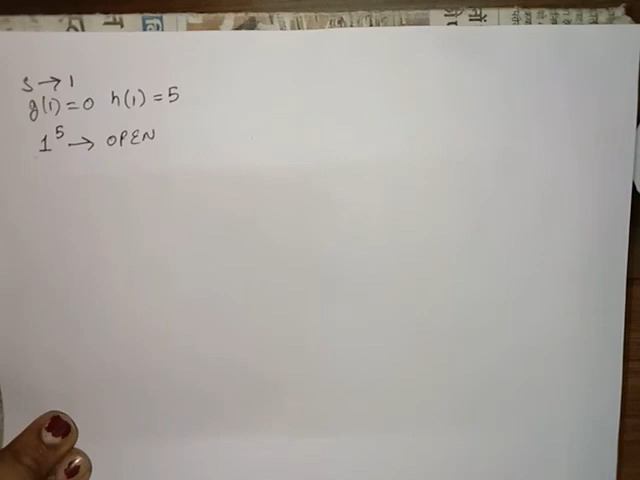 S → 1
g(1) = 0 h(1) = 5
1⁵ → OPEN